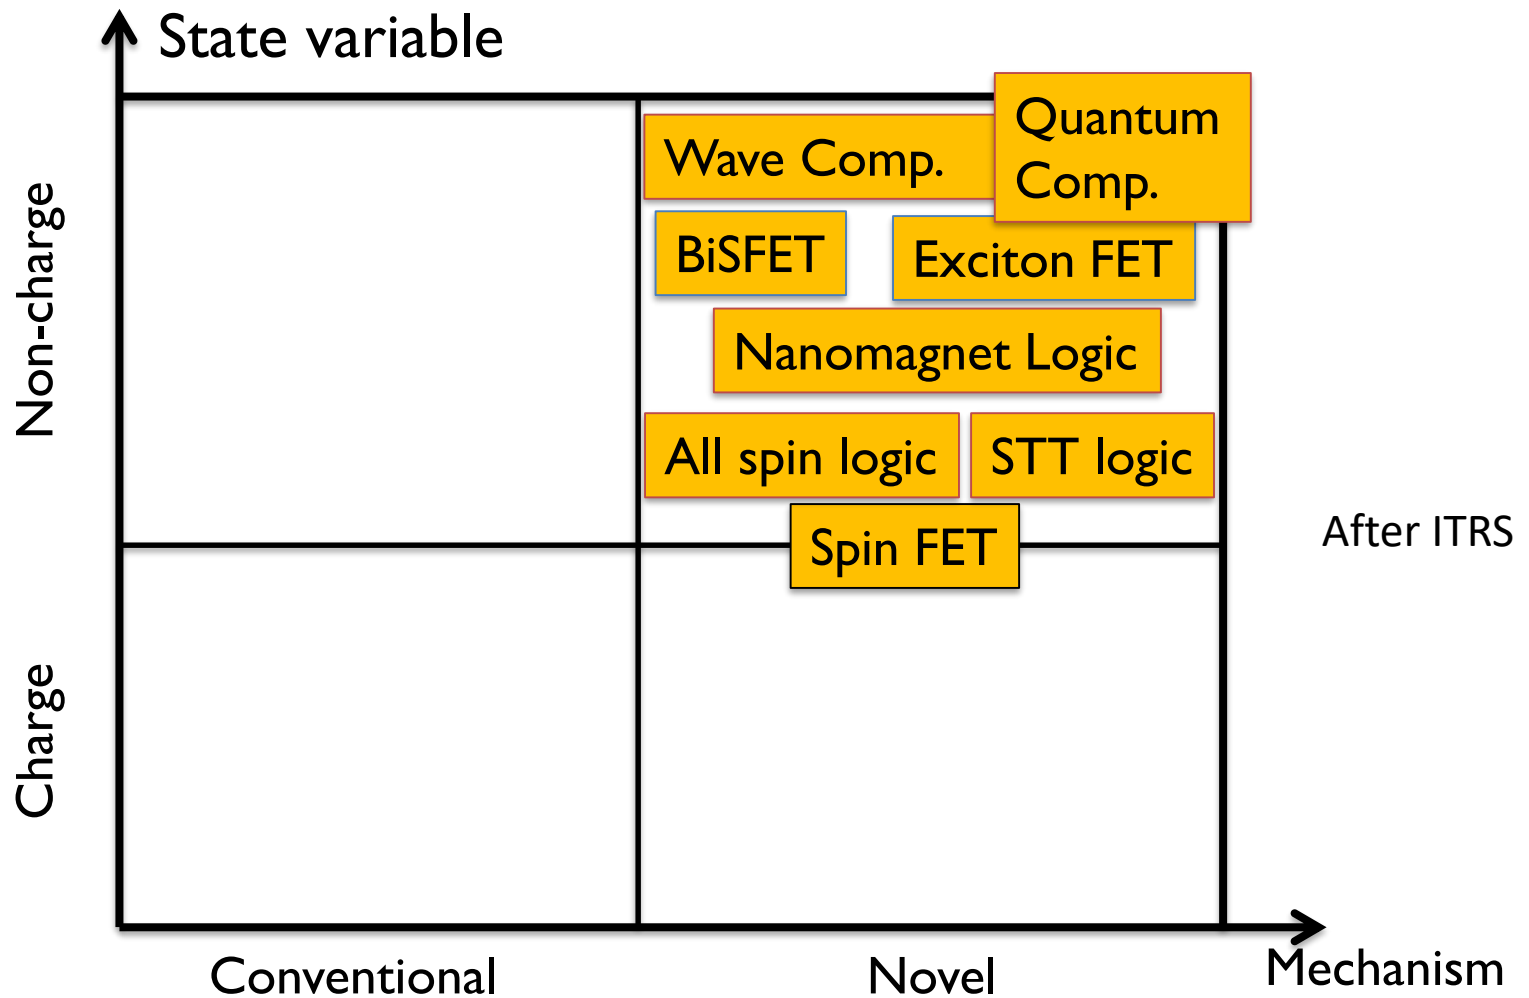 State variable
Quantum
Comp.
Wave Comp.
BiSFET
Exciton FET
Nanomagnet Logic
All spin logic
STT logic
Spin FET
After ITRS
Non-charge
Charge
Conventional
Novel
Mechanism